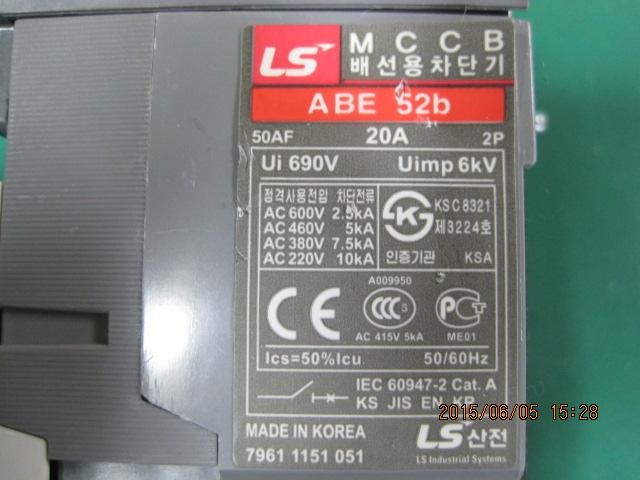 LS MCCB
배선용차단기
ABE 52b
50AF 20A 2P
Ui 690V Uimp 6kV
정격사용전압 차단전류
AC 600V 2.5kA
AC 460V 5kA
AC 380V 7.5kA
AC 220V 10kA
KS C 8321
제3224호
인증기관 KSA
A009950
CE CCC S PCT
AC 415V 5kA ME01
Ics=50%Icu 50/60Hz
IEC 60947-2 Cat. A
KS JIS EN KR
2015/06/05 15:28
MADE IN KOREA
7961 1151 051
LS 산전
LS Industrial Systems